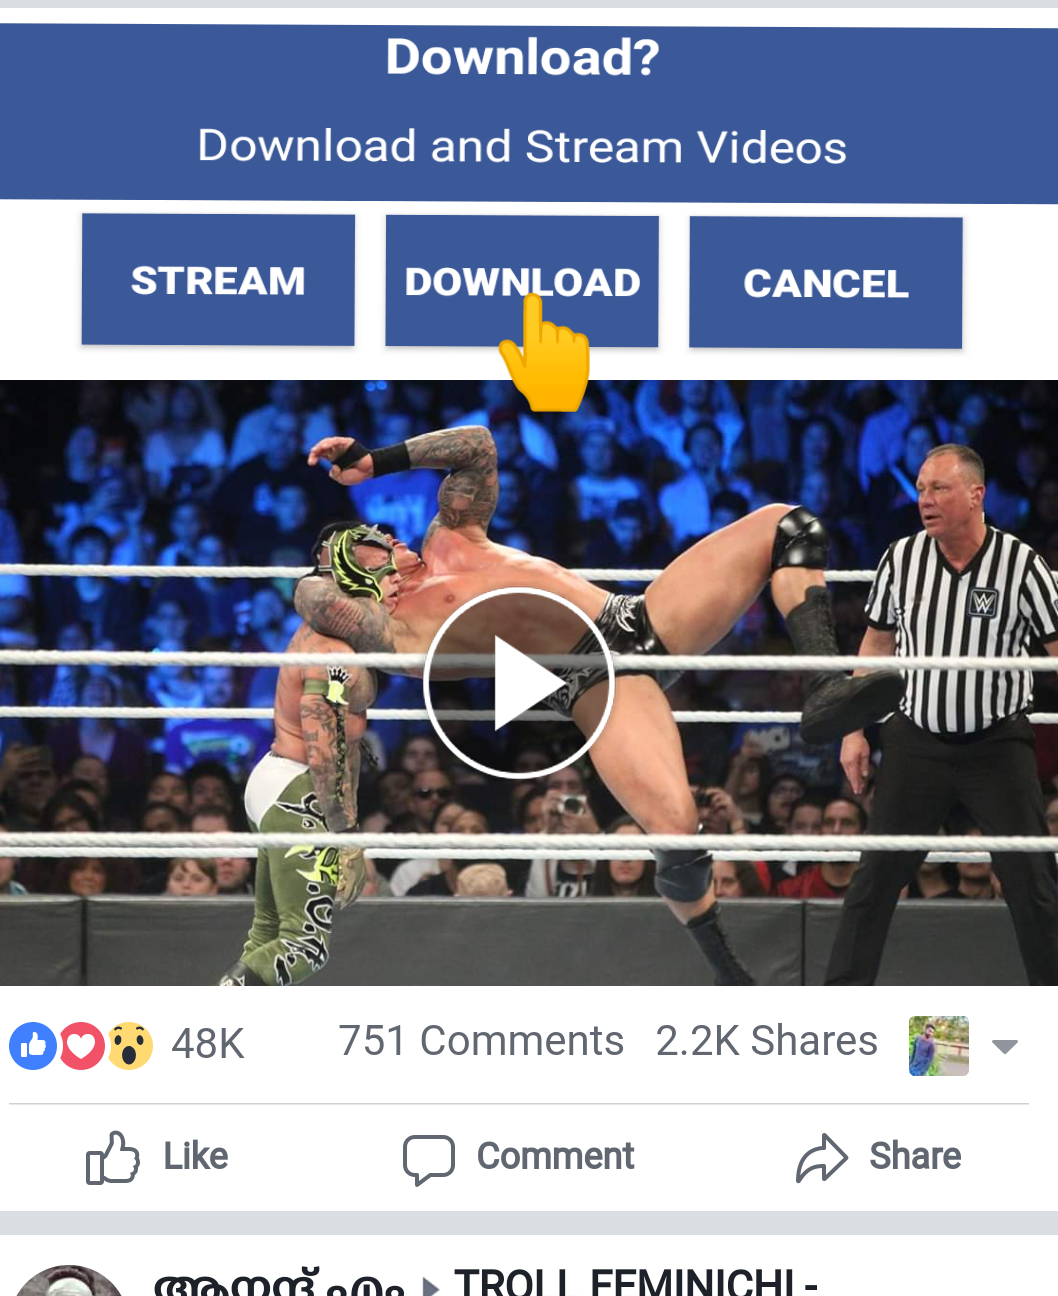 Download?
Download and Stream Videos
STREAM
DOWNLOAD
CANCEL
W
48K
751 Comments
2.2K Shares
Like
Comment
Share
ആനന്ദ് എം ▸ TROLL FEMINICHI -